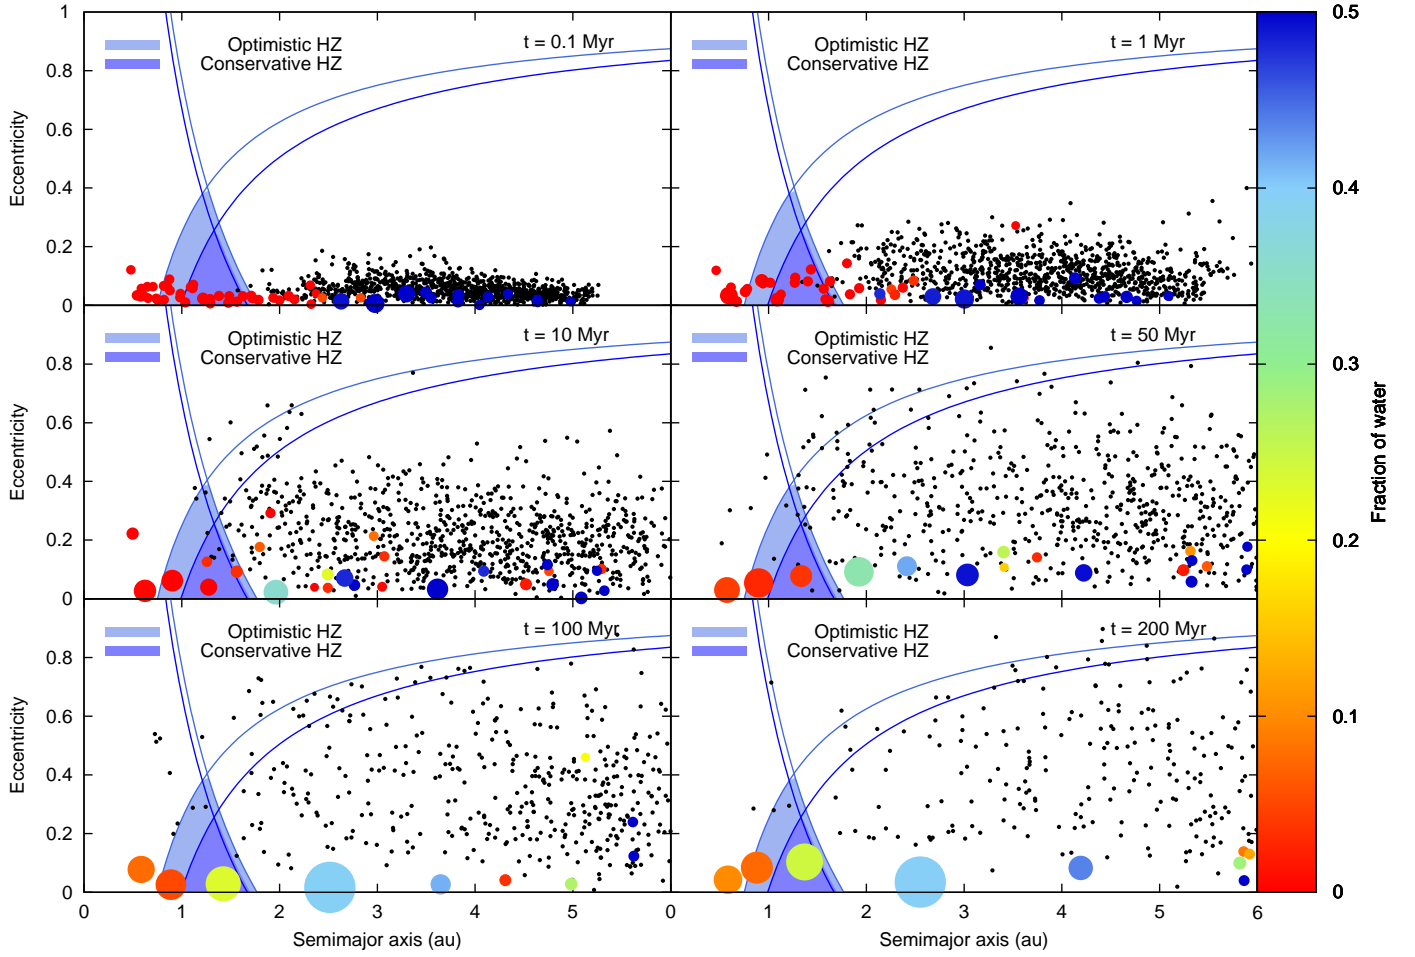 1
0.8
0.6
0.4
0.2
0
Eccentricity
Optimistic HZ
Conservative HZ
t = 0.1 Myr
Optimistic HZ
Conservative HZ
t = 1 Myr
0.8
0.6
0.4
0.2
0
Eccentricity
Optimistic HZ
Conservative HZ
t = 10 Myr
Optimistic HZ
Conservative HZ
t = 50 Myr
0.8
0.6
0.4
0.2
0
Eccentricity
Optimistic HZ
Conservative HZ
t = 100 Myr
Optimistic HZ
Conservative HZ
t = 200 Myr
0 1 2 3 4 5 0 1 2 3 4 5 6
Semimajor axis (au)
Semimajor axis (au)
0.5
0.4
0.3
0.2
0.1
0
Fraction of water